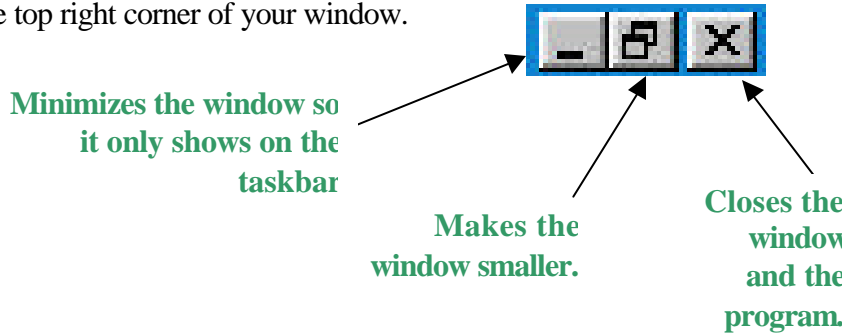 e top right corner of your window.
Minimizes the window so
it only shows on the
taskbar
Makes the
window smaller.
Closes the
window
and the
program.